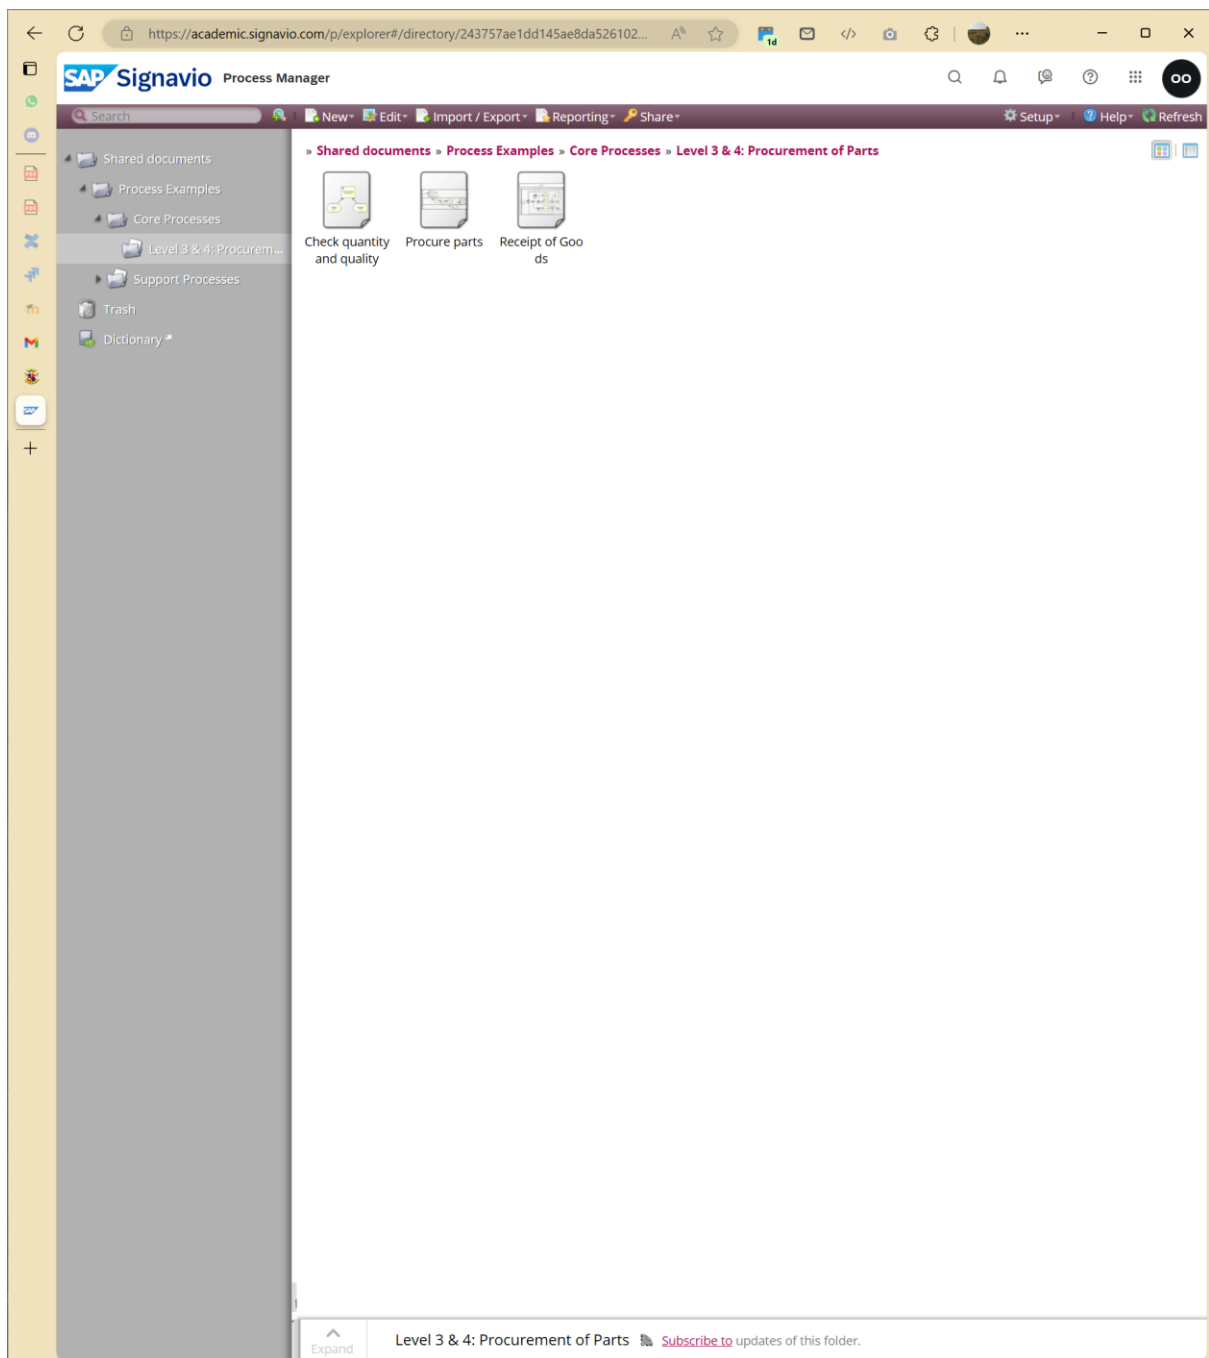 https://academic.signavio.com/p/explorer#/directory/243757ae1dd145ae8da526102...
1d
SAP Signavio Process Manager
OO
Search
New Edit Import / Export Reporting Share Setup Help Refresh
» Shared documents » Process Examples » Core Processes » Level 3 & 4: Procurement of Parts
Shared documents
Process Examples
Core Processes
Level 3 & 4: Procurem...
Support Processes
Trash
Dictionary
Check quantity
and quality
Procure parts
Receipt of Goo
ds
Expand
Level 3 & 4: Procurement of Parts Subscribe to updates of this folder.